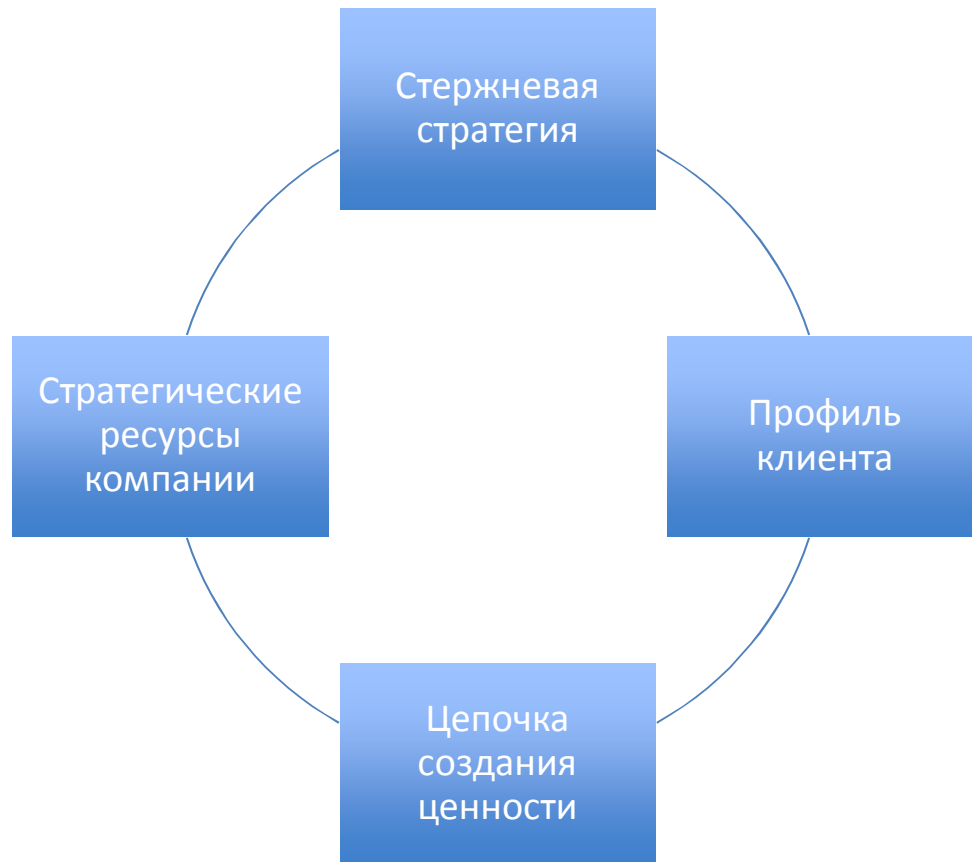 Стержневая
стратегия
Стратегические
ресурсы
компании
Профиль
клиента
Цепочка
создания
ценности